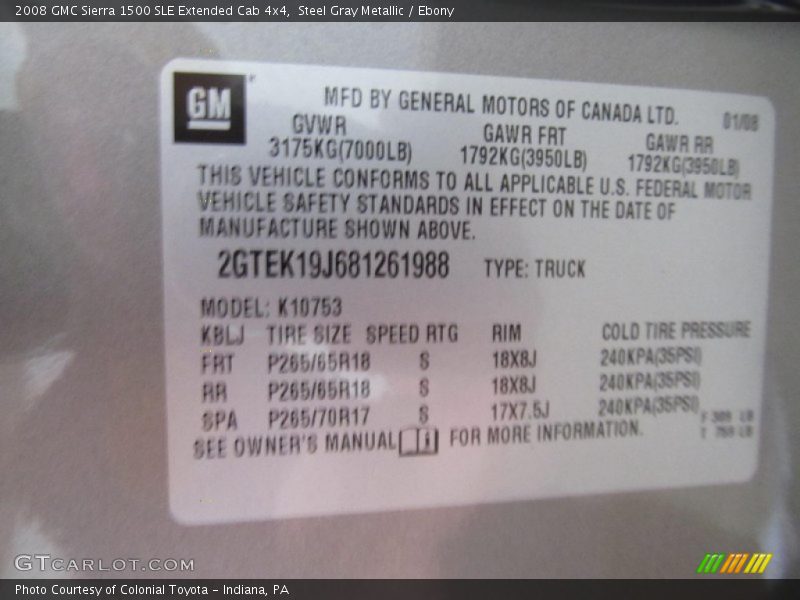 2008 GMC Sierra 1500 SLE Extended Cab 4x4,  Steel Gray Metallic / Ebony
GM
MFD BY GENERAL MOTORS OF CANADA LTD. 01/08
GVWR GAWR FRT GAWR RR
3175KG(7000LB) 1792KG(3950LB) 1792KG(3950LB)
THIS VEHICLE CONFORMS TO ALL APPLICABLE U.S. FEDERAL MOTOR
VEHICLE SAFETY STANDARDS IN EFFECT ON THE DATE OF
MANUFACTURE SHOWN ABOVE.
2GTEK19J681261988 TYPE: TRUCK
MODEL: K10753
KBLJ TIRE SIZE SPEED RTG RIM COLD TIRE PRESSURE
FRT P265/65R18 S 18X8J 240KPA(35PSI)
RR P265/65R18 S 18X8J 240KPA(35PSI)
SPA P265/70R17 S 17X7.5J 240KPA(35PSI)
SEE OWNER'S MANUAL FOR MORE INFORMATION.
GTCARLOT.COM
Photo Courtesy of Colonial Toyota - Indiana, PA